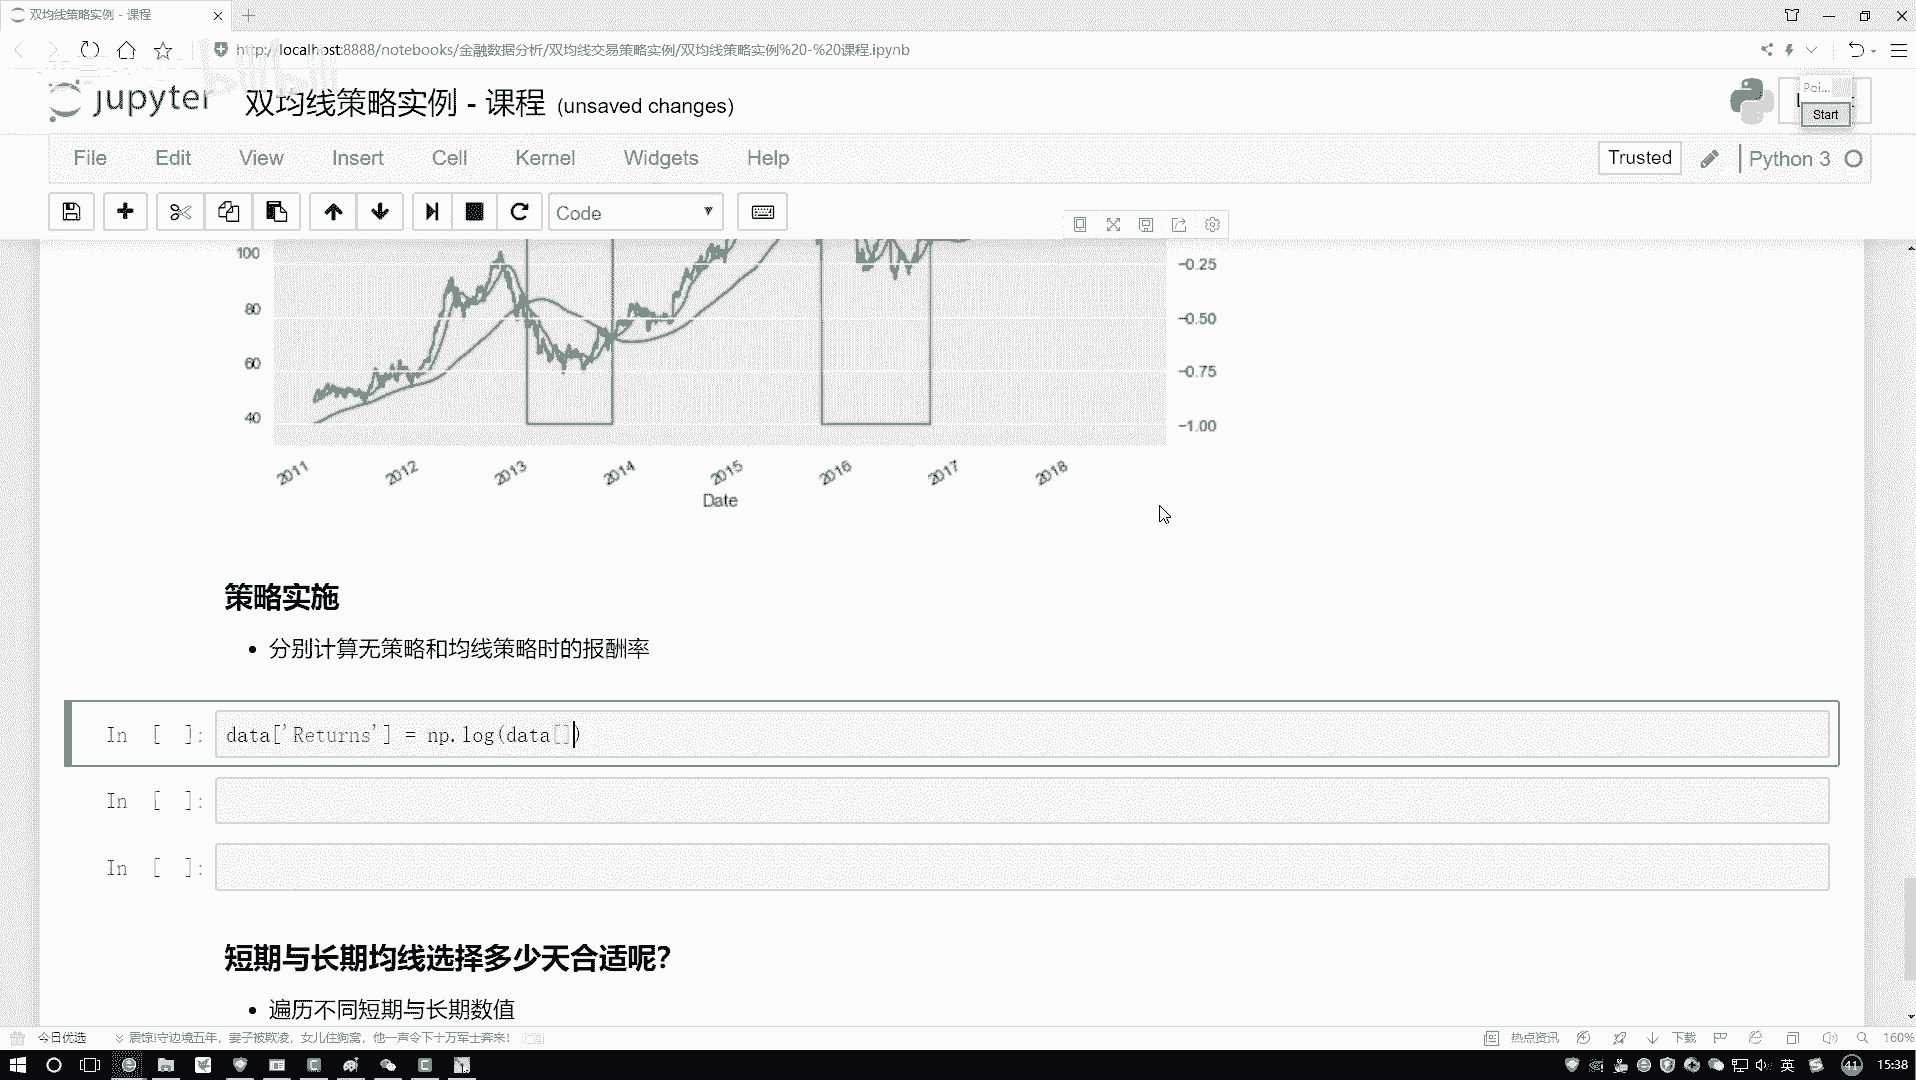 双均线策略实例 - 课程
http://localhost:8888/notebooks/金融数据分析/双均线交易策略实例/双均线策略实例%20-%20课程.ipynb
jupyter 双均线策略实例 - 课程 (unsaved changes)
Poi...
Start
File Edit View Insert Cell Kernel Widgets Help
Trusted Python 3
Code
100 80 60 40
−0.25 −0.50 −0.75 −1.00
2011 2012 2013 2014 2015 2016 2017 2018
Date
策略实施
分别计算无策略和均线策略时的报酬率
In [ ]: data['Returns'] = np.log(data[])
In [ ]:
In [ ]:
短期与长期均线选择多少天合适呢?
遍历不同短期与长期数值
今日优选 震惊!守边境五年，妻子被欺凌，女儿住狗窝，他一声令下十万军士奔来! 热点资讯 下载 160%
英 41 15:38